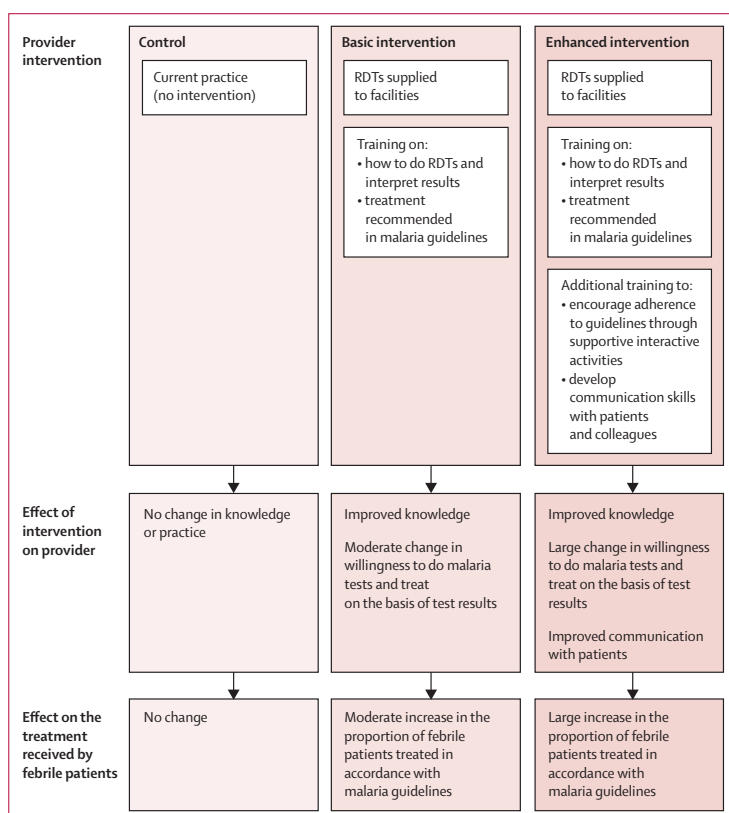 Provider
intervention
Control
Current practice
(no intervention)
Basic intervention
RDTs supplied
to facilities
Training on:
• how to do RDTs and
interpret results
• treatment
recommended
in malaria guidelines
Enhanced intervention
RDTs supplied
to facilities
Training on:
• how to do RDTs and
interpret results
• treatment
recommended
in malaria guidelines
Additional training to:
• encourage adherence
to guidelines through
supportive interactive
activities
• develop
communication skills
with patients
and colleagues
Effect of
intervention
on provider
No change in knowledge
or practice
Improved knowledge
Moderate change in
willingness to do malaria
tests and treat
on the basis of test results
Improved knowledge
Large change in willingness
to do malaria tests and
treat on the basis of test
results
Improved communication
with patients
Effect on the
treatment
received by
febrile patients
No change
Moderate increase in the
proportion of febrile
patients treated in
accordance with
malaria guidelines
Large increase in the
proportion of febrile
patients treated in
accordance with
malaria guidelines